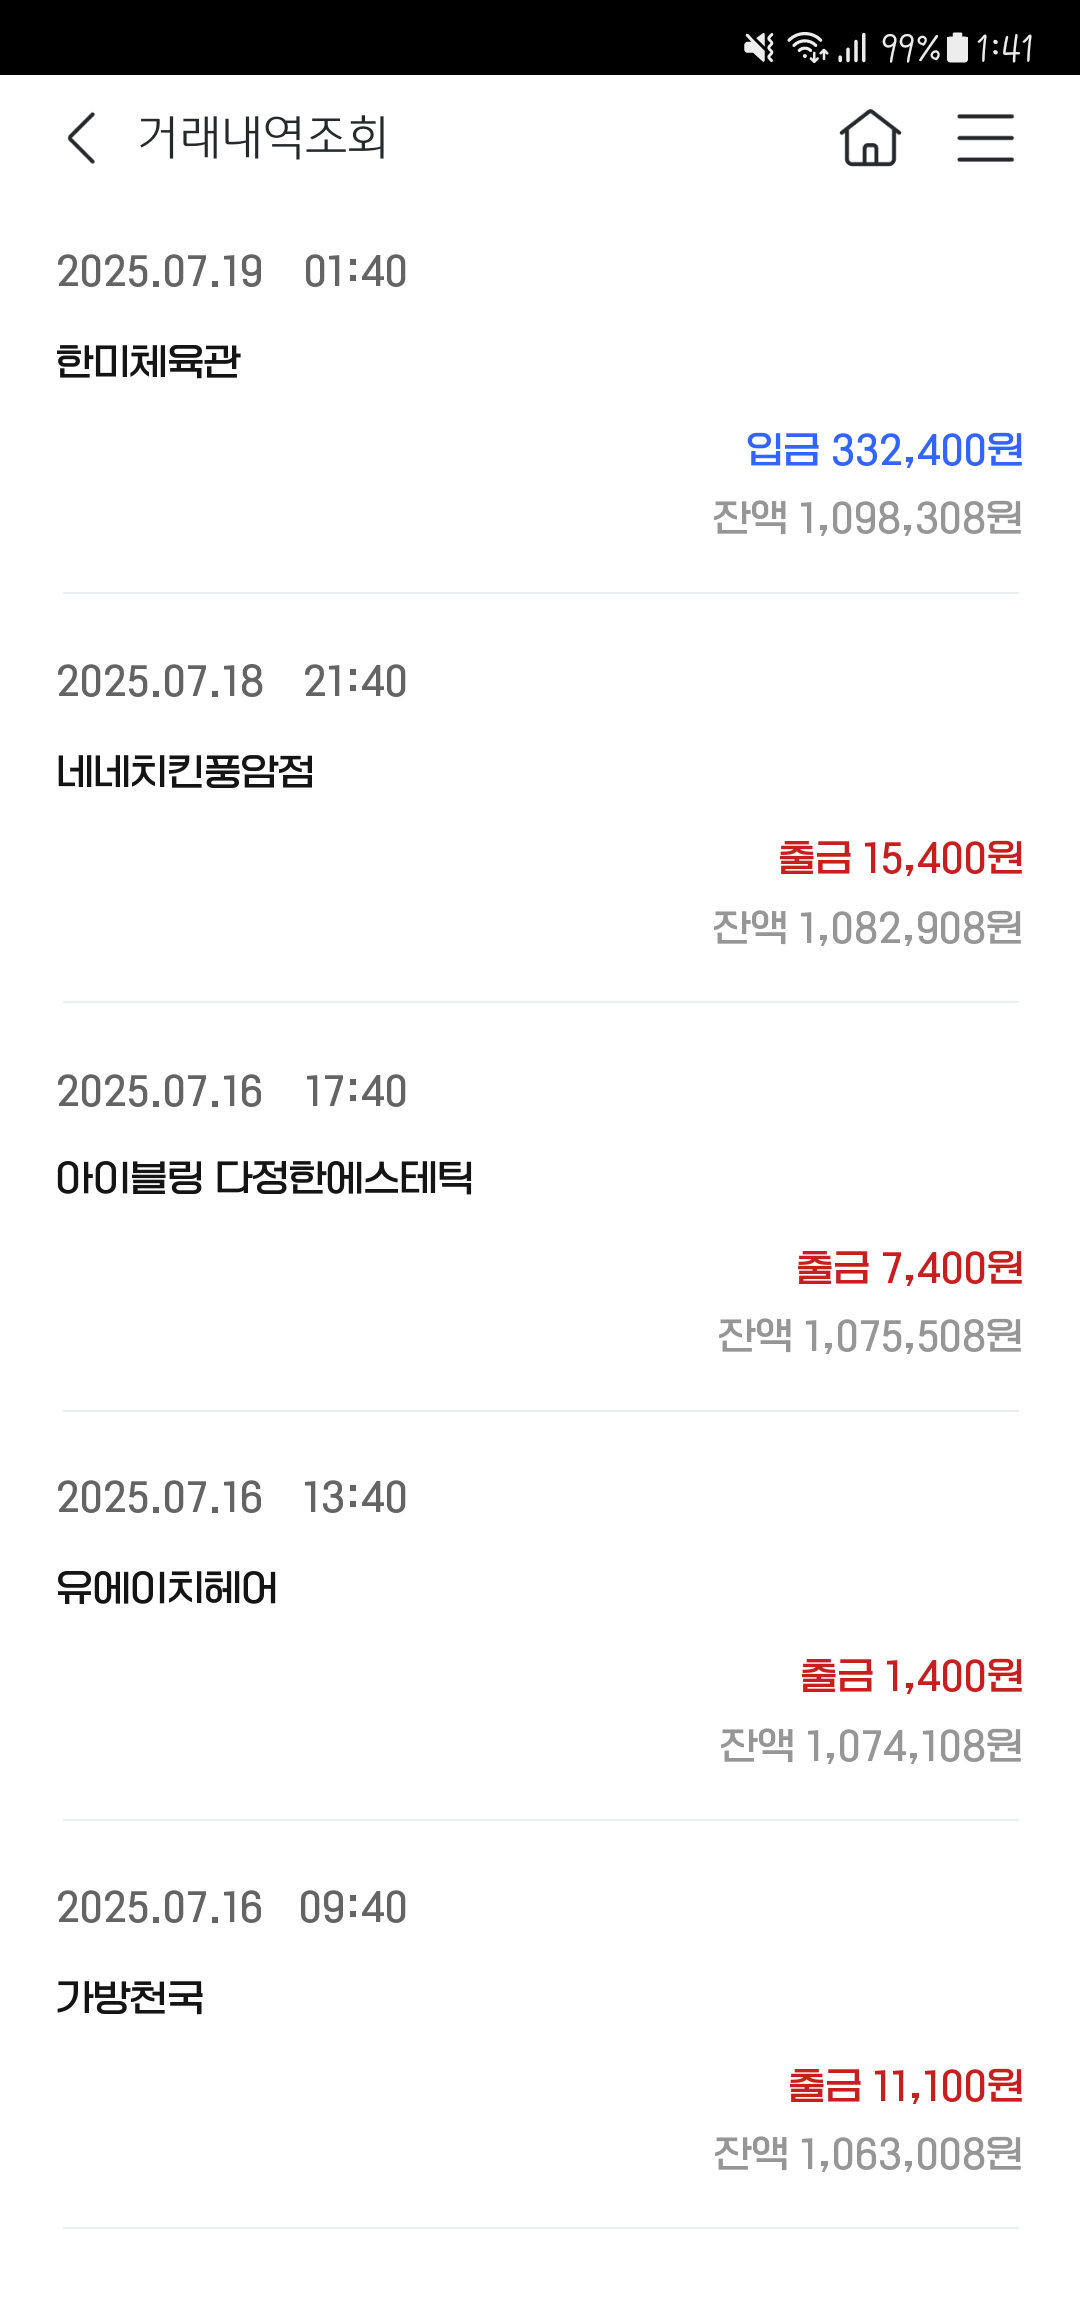 99% 1:41
거래내역조회
2025.07.19 01:40
한미체육관
입금 332,400원
잔액 1,098,308원
2025.07.18 21:40
네네치킨풍암점
출금 15,400원
잔액 1,082,908원
2025.07.16 17:40
아이블링 다정한에스테틱
출금 7,400원
잔액 1,075,508원
2025.07.16 13:40
유에이치헤어
출금 1,400원
잔액 1,074,108원
2025.07.16 09:40
가방천국
출금 11,100원
잔액 1,063,008원